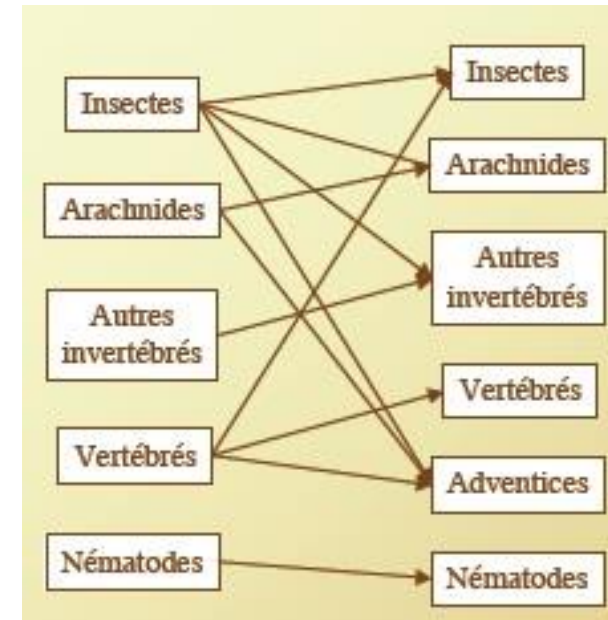 Insectes
Arachnides
Autres
invertébrés
Vertébrés
Nématodes
Insectes
Arachnides
Autres
invertébrés
Vertébrés
Adventices
Nématodes